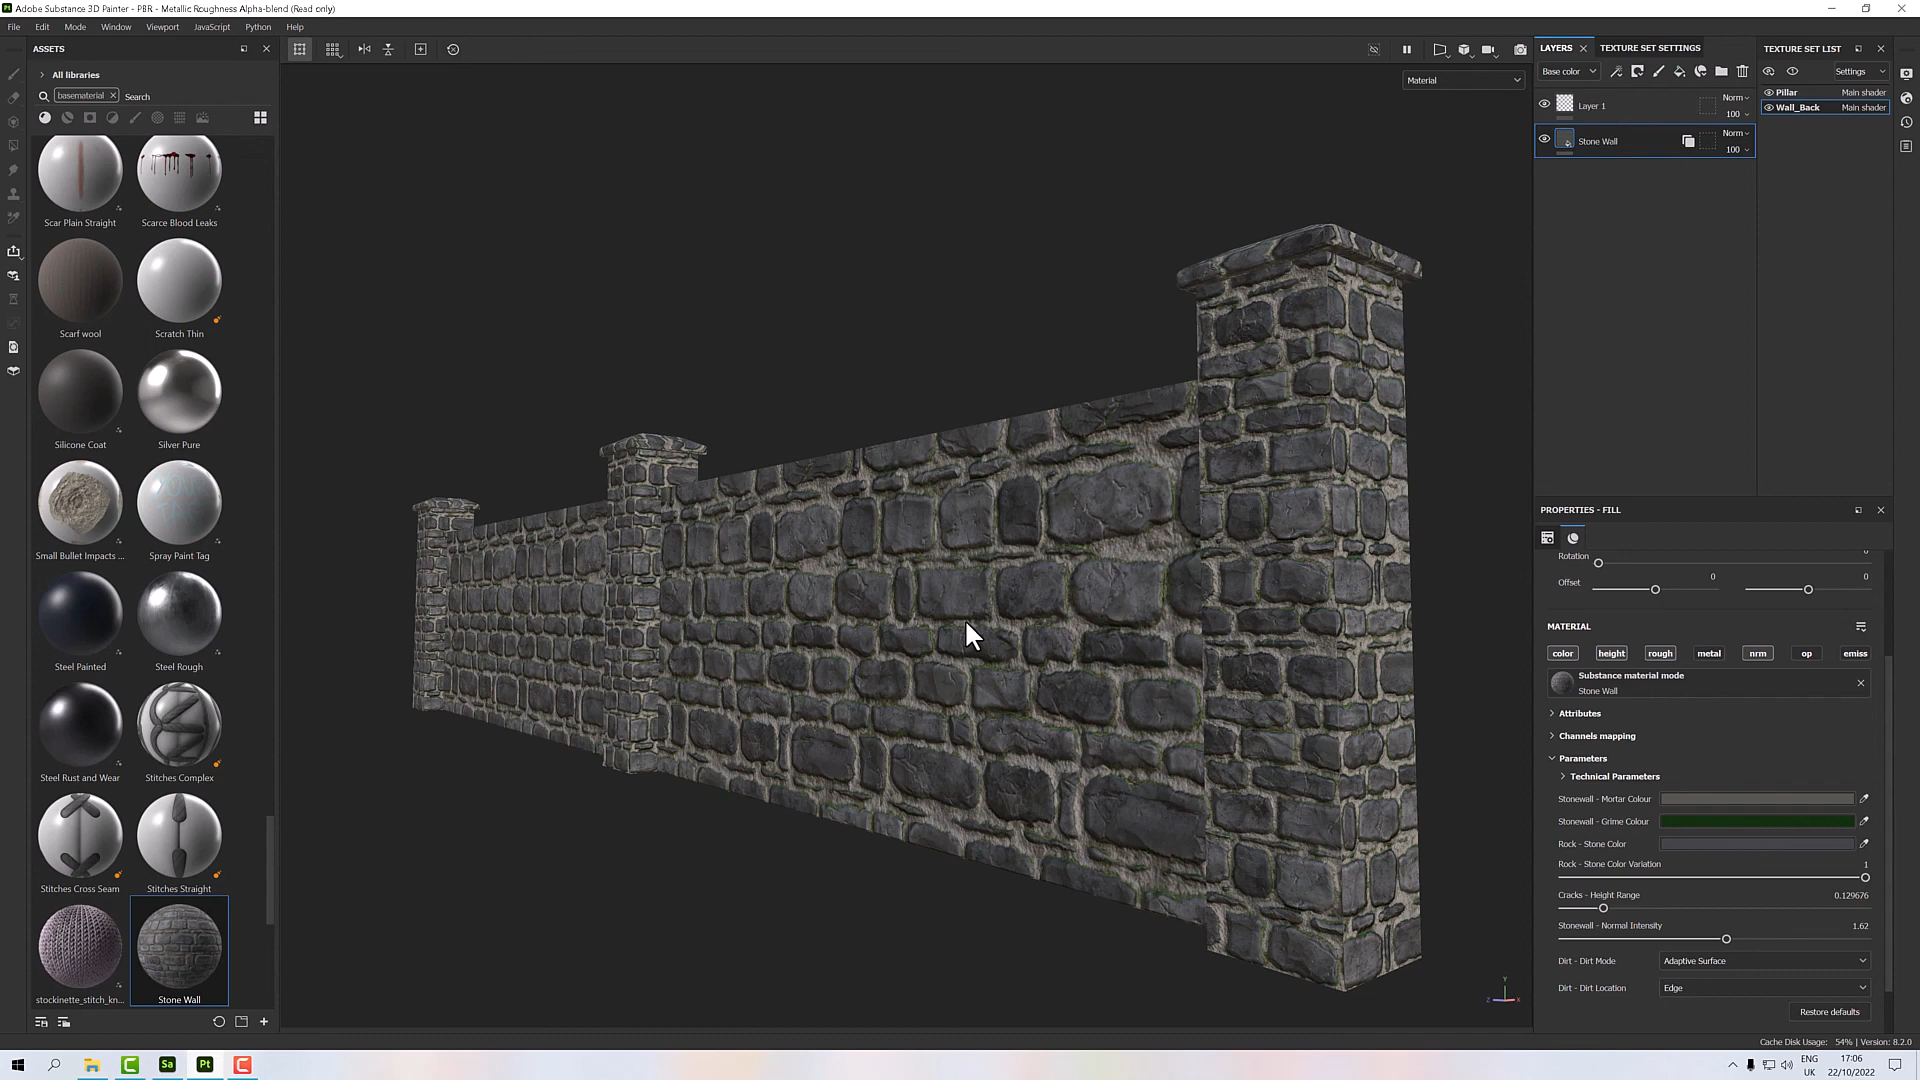 Adobe Substance 3D Painter - PBR - Metallic Roughness Alpha-blend (Read only)
File Edit Mode Window Viewport JavaScript Python Help
ASSETS
All libraries
basematerial Search
Scar Plain Straight
Scarce Blood Leaks
Scarf wool
Scratch Thin
Silicone Coat
Silver Pure
Small Bullet Impacts ...
Spray Paint Tag
Steel Painted
Steel Rough
Steel Rust and Wear
Stitches Complex
Stitches Cross Seam
Stitches Straight
stockinette_stitch_kn...
Stone Wall
Material
LAYERS
TEXTURE SET SETTINGS
Base color
Layer 1
Norm
100
Stone Wall
Norm
100
TEXTURE SET LIST
Settings
Pillar Main shader
Wall_Back Main shader
PROPERTIES - FILL
Rotation
Offset 0 0
MATERIAL
color height rough metal nrm op emiss
Substance material mode
Stone Wall
Attributes
Channels mapping
Parameters
Technical Parameters
Stonewall - Mortar Colour
Stonewall - Grime Colour
Rock - Stone Color
Rock - Stone Color Variation 1
Cracks - Height Range 0.129676
Stonewall - Normal Intensity 1.62
Dirt - Dirt Mode Adaptive Surface
Dirt - Dirt Location Edge
Restore defaults
Cache Disk Usage: 54% | Version: 8.2.0
Sa Pt
ENG
UK
17:06
22/10/2022